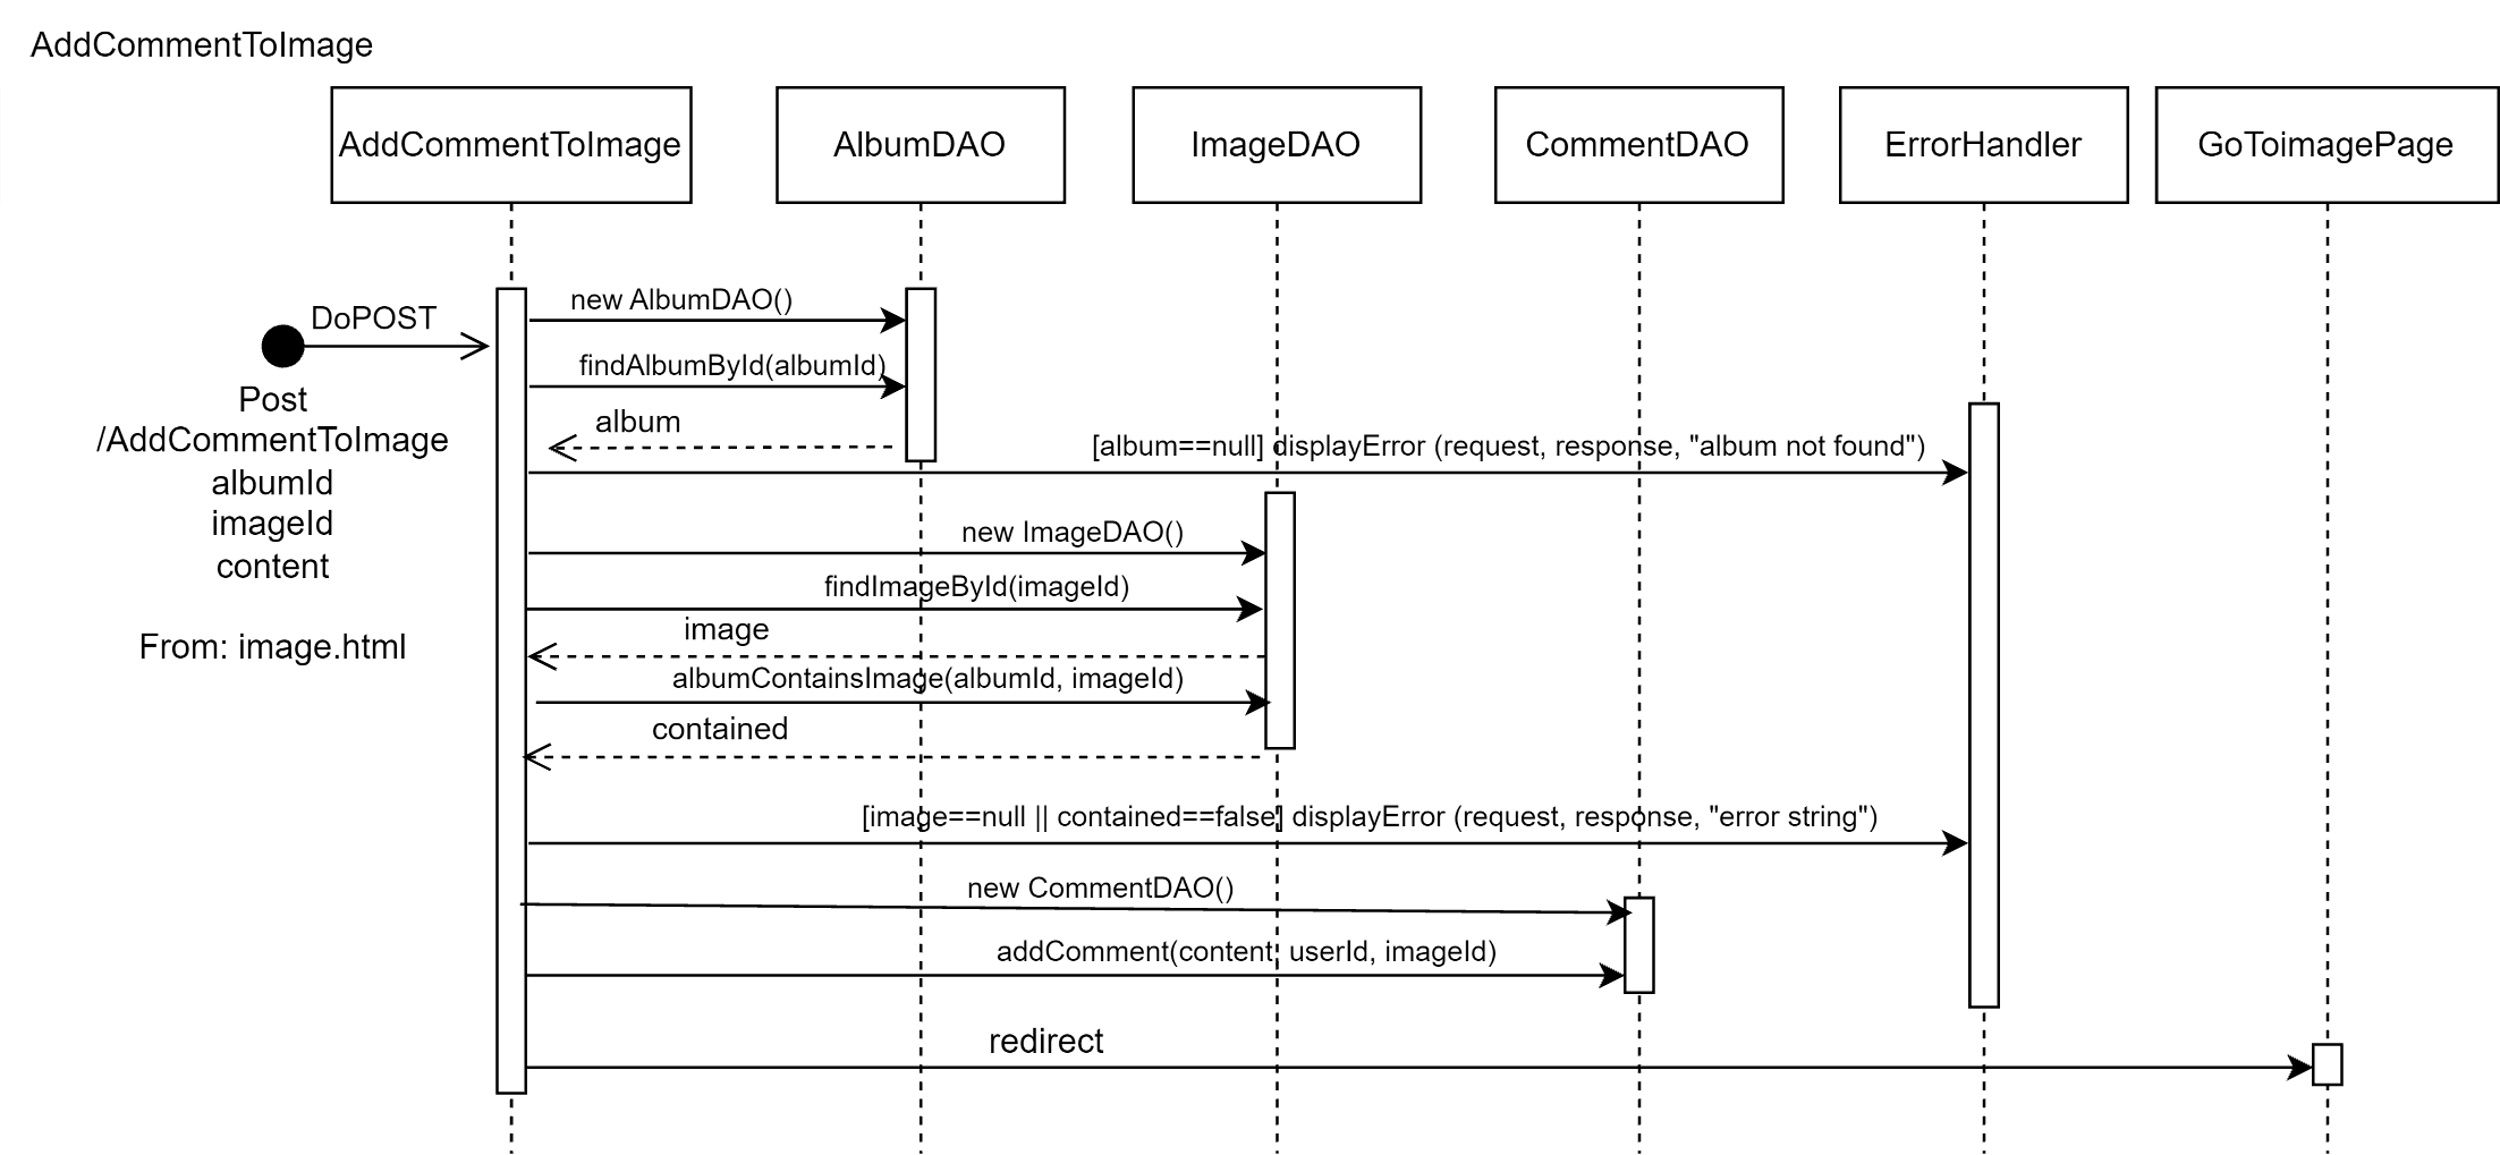 AddCommentToImage
AddCommentToImage
AlbumDAO
ImageDAO
CommentDAO
ErrorHandler
GoToimagePage
DoPOST
Post
/AddCommentToImage
albumId
imageId
content
From: image.html
new AlbumDAO()
findAlbumById(albumId)
album
[album==null] displayError (request, response, "album not found")
new ImageDAO()
findImageById(imageId)
image
albumContainsImage(albumId, imageId)
contained
[image==null || contained==false] displayError (request, response, "error string")
new CommentDAO()
addComment(content, userId, imageId)
redirect